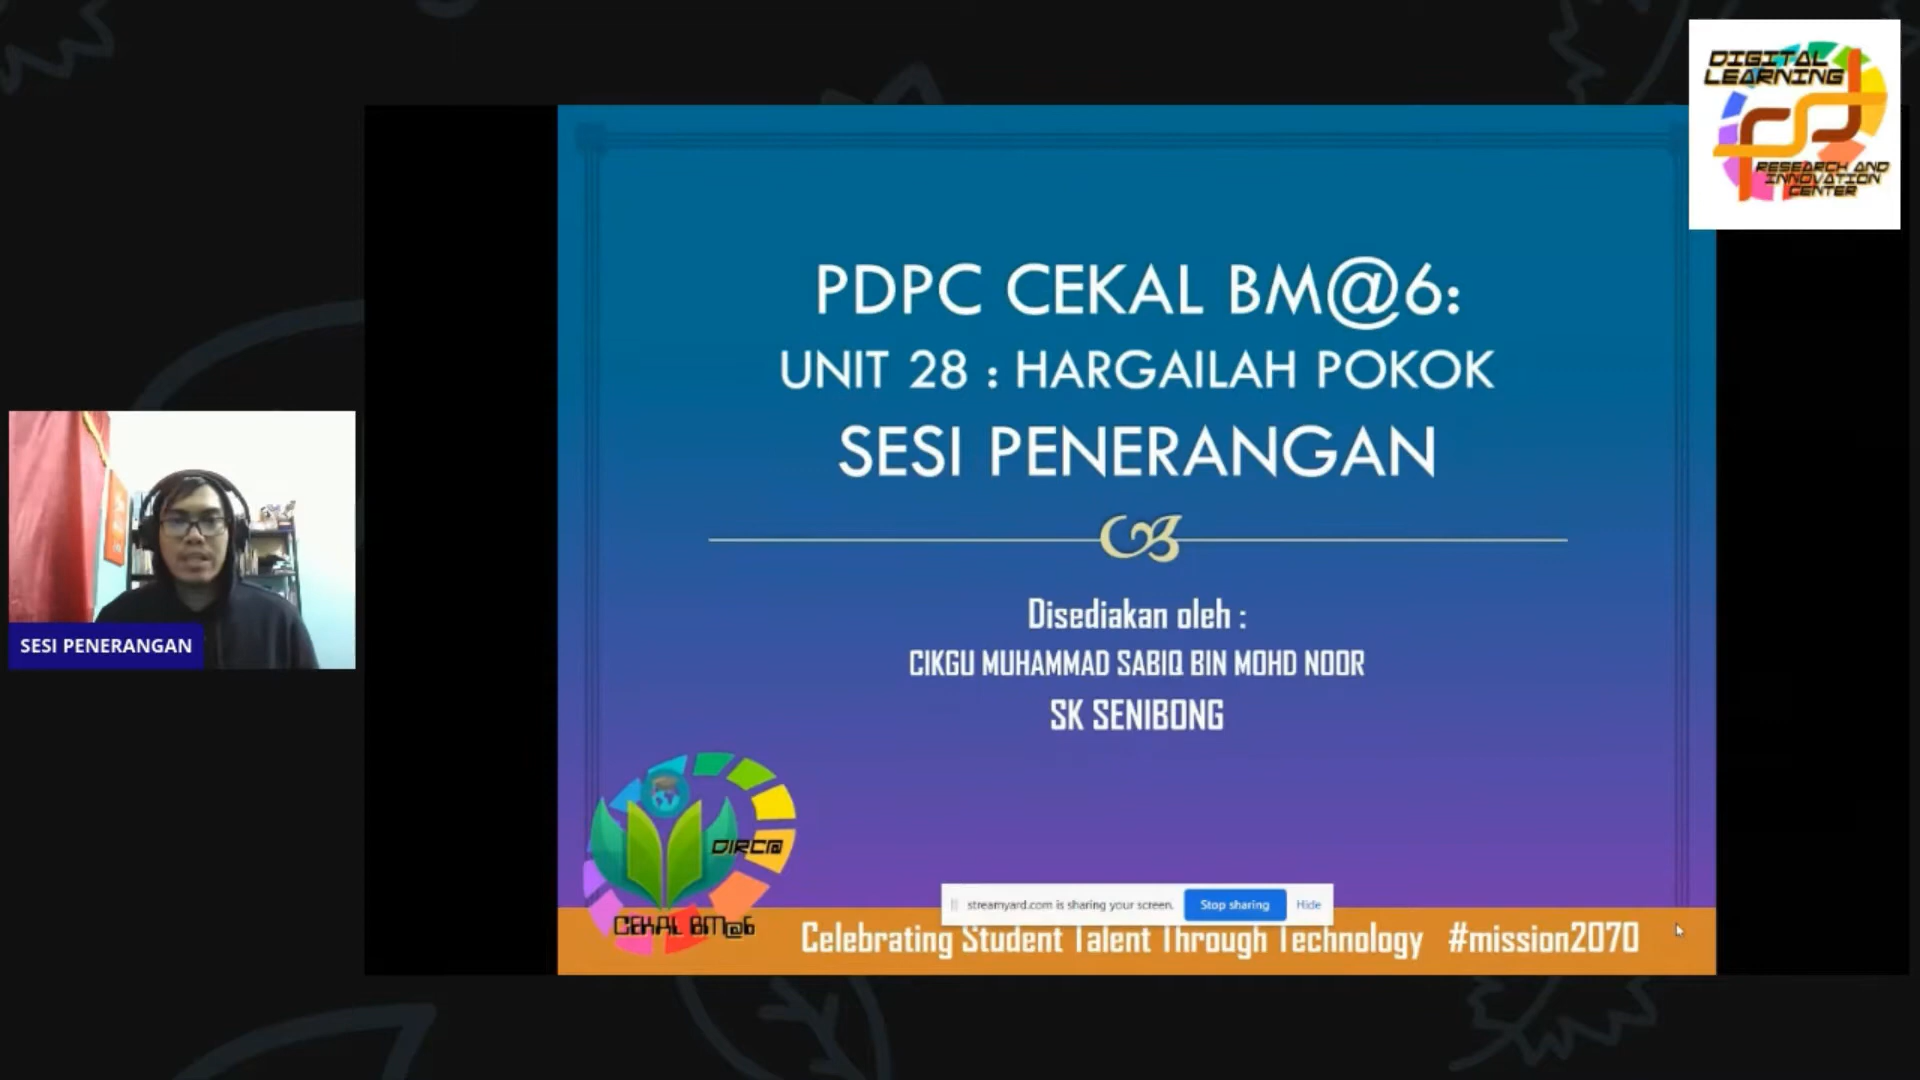 DIGITAL
LEARNING
RESEARCH AND
INNOVATION
CENTER
PDPC CEKAL BM@6:
UNIT 28 : HARGAILAH POKOK
SESI PENERANGAN
Disediakan oleh :
CIKGU MUHAMMAD SABIQ BIN MOHD NOOR
SK SENIBONG
SESI PENERANGAN
DIRC@
CEKAL BM@6
streamyard.com is sharing your screen. Stop sharing Hide
Celebrating Student Talent Through Technology #mission2070